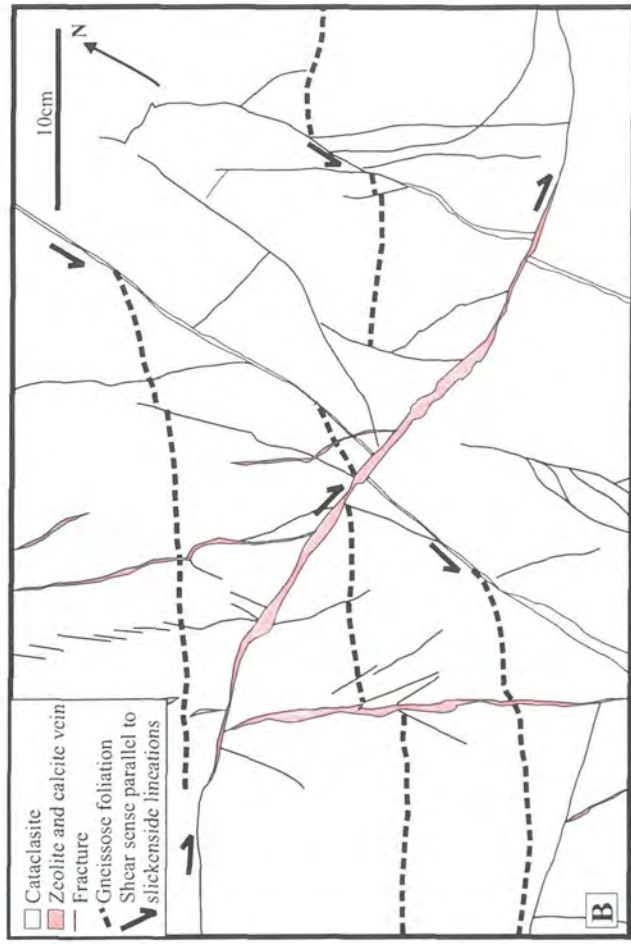 Cataclasite
Zeolite and calcite vein
Fracture
Gneissose foliation
Shear sense parallel to
slickenside lineations
10cm
N
B